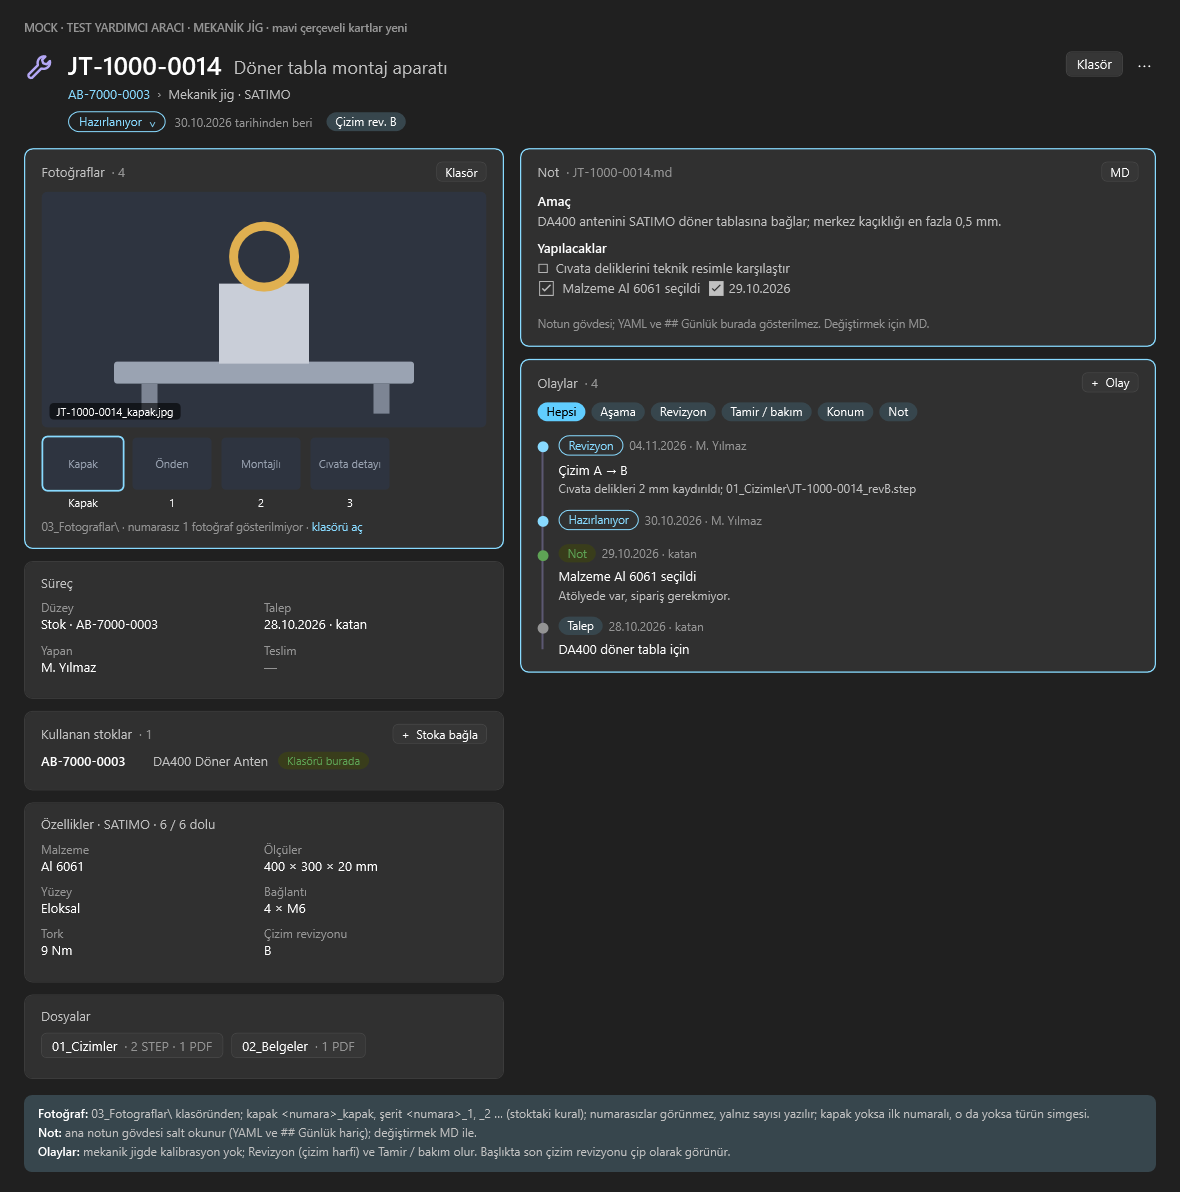 MOCK · TEST YARDIMCI ARACI · MEKANİK JİG · mavi çerçeveli kartlar yeni
JT-1000-0014 Döner tabla montaj aparatı
Klasör ...
AB-7000-0003 › Mekanik jig · SATIMO
Hazırlanıyor 30.10.2026 tarihinden beri Çizim rev. B
Fotoğraflar · 4 Klasör
JT-1000-0014_kapak.jpg
Kapak Önden Montajlı Cıvata detayı
Kapak 1 2 3
03_Fotograflar\ · numarasız 1 fotoğraf gösterilmiyor · klasörü aç
Süreç
Düzey Talep
Stok · AB-7000-0003 28.10.2026 · katan
Yapan Teslim
M. Yılmaz —
Kullanan stoklar · 1 + Stoka bağla
AB-7000-0003 DA400 Döner Anten Klasörü burada
Özellikler · SATIMO · 6 / 6 dolu
Malzeme Ölçüler
Al 6061 400 × 300 × 20 mm
Yüzey Bağlantı
Eloksal 4 × M6
Tork Çizim revizyonu
9 Nm B
Dosyalar
01_Cizimler · 2 STEP · 1 PDF 02_Belgeler · 1 PDF
Not · JT-1000-0014.md MD
Amaç
DA400 antenini SATIMO döner tablasına bağlar; merkez kaçıklığı en fazla 0,5 mm.
Yapılacaklar
☐ Cıvata deliklerini teknik resimle karşılaştır
☑ Malzeme Al 6061 seçildi ✅ 29.10.2026
Notun gövdesi; YAML ve ## Günlük burada gösterilmez. Değiştirmek için MD.
Olaylar · 4 + Olay
Hepsi Aşama Revizyon Tamir / bakım Konum Not
Revizyon 04.11.2026 · M. Yılmaz
Çizim A → B
Cıvata delikleri 2 mm kaydırıldı; 01_Cizimler\JT-1000-0014_revB.step
Hazırlanıyor 30.10.2026 · M. Yılmaz
Not 29.10.2026 · katan
Malzeme Al 6061 seçildi
Atölyede var, sipariş gerekmiyor.
Talep 28.10.2026 · katan
DA400 döner tabla için
Fotoğraf: 03_Fotograflar\ klasöründen; kapak <numara>_kapak, şerit <numara>_1, _2 ... (stoktaki kural); numarasızlar görünmez, yalnız sayısı yazılır; kapak yoksa ilk numaralı, o da yoksa türün simgesi.
Not: ana notun gövdesi salt okunur (YAML ve ## Günlük hariç); değiştirmek MD ile.
Olaylar: mekanik jigde kalibrasyon yok; Revizyon (çizim harfi) ve Tamir / bakım olur. Başlıkta son çizim revizyonu çip olarak görünür.